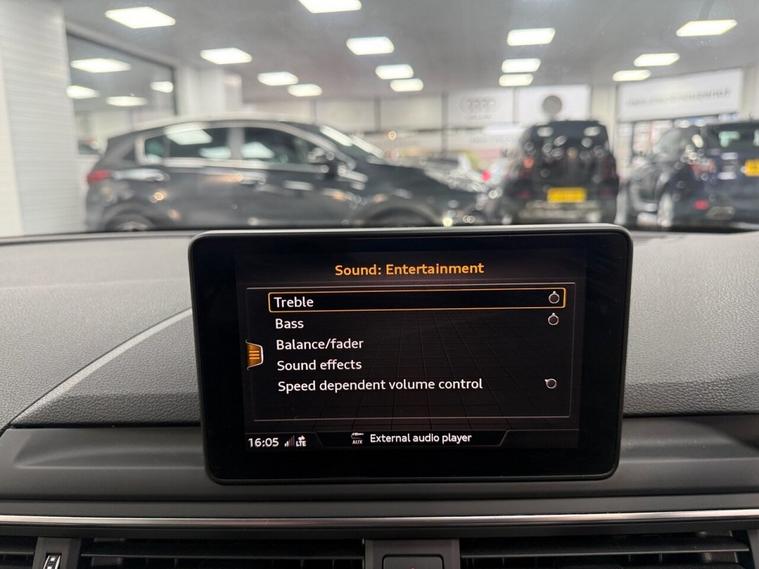 Sound: Entertainment
Treble
Bass
Balance/fader
Sound effects
Speed dependent volume control
16:05 LTE AUX External audio player